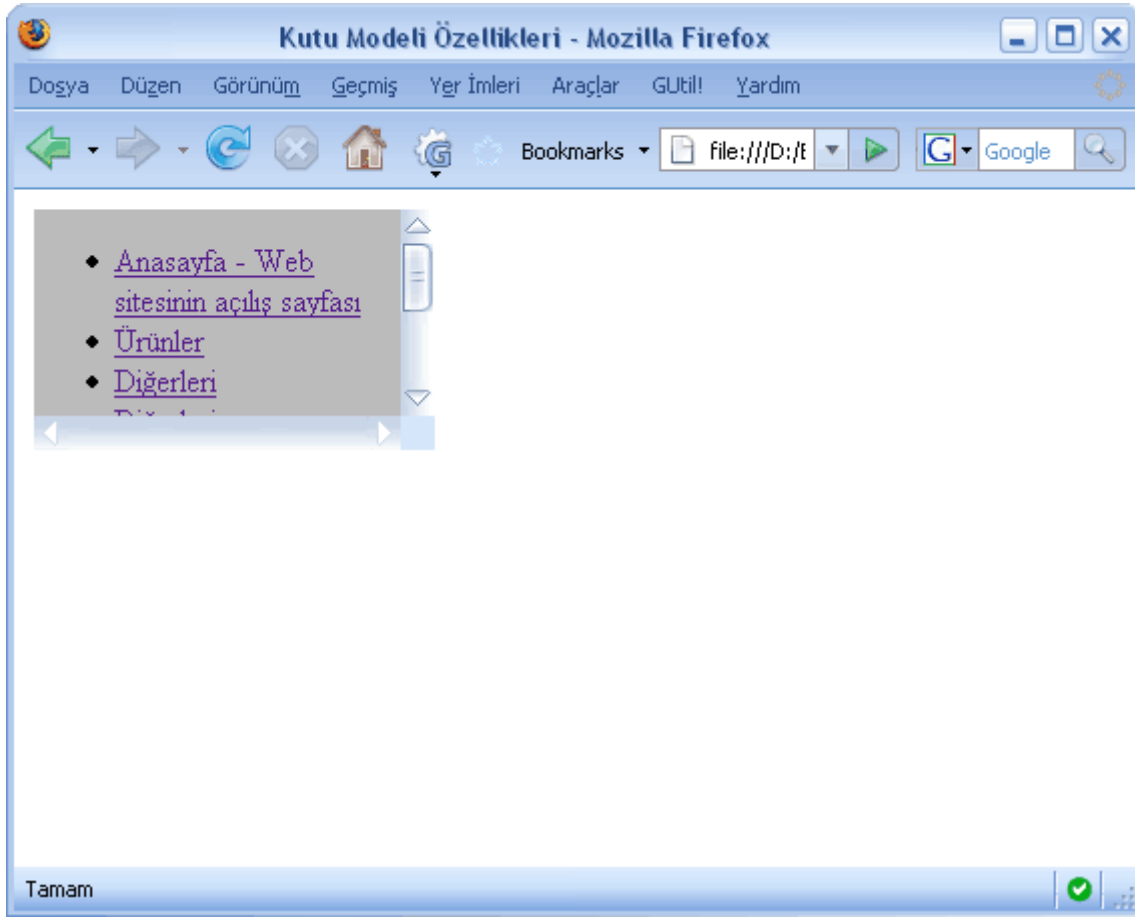 Kutu Modeli Özellikleri - Mozilla Firefox
Dosya Düzen Görünüm Geçmiş Yer İmleri Araçlar GUtil! Yardım
G Bookmarks file:///D:/E G Google
Anasayfa - Web
sitesinin açılış sayfası
Ürünler
Diğerleri
Tamam